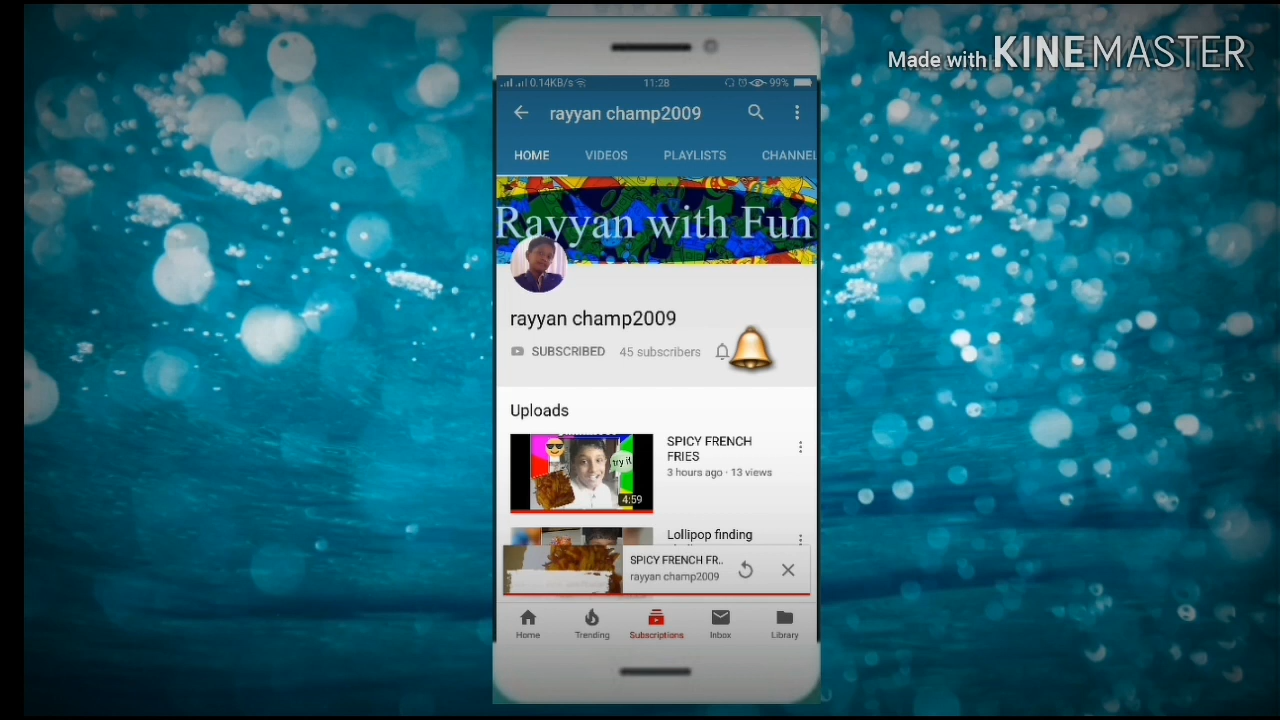 Made with KINEMASTER
0.14KB/s 11:28 99%
rayyan champ2009
HOME VIDEOS PLAYLISTS CHANNEL
Rayyan with Fun
rayyan champ2009
SUBSCRIBED 45 subscribers
Uploads
SPICY FRENCH
FRIES
3 hours ago · 13 views
try it
4:59
Lollipop finding
SPICY FRENCH FR..
rayyan champ2009
Home Trending Subscriptions Inbox Library